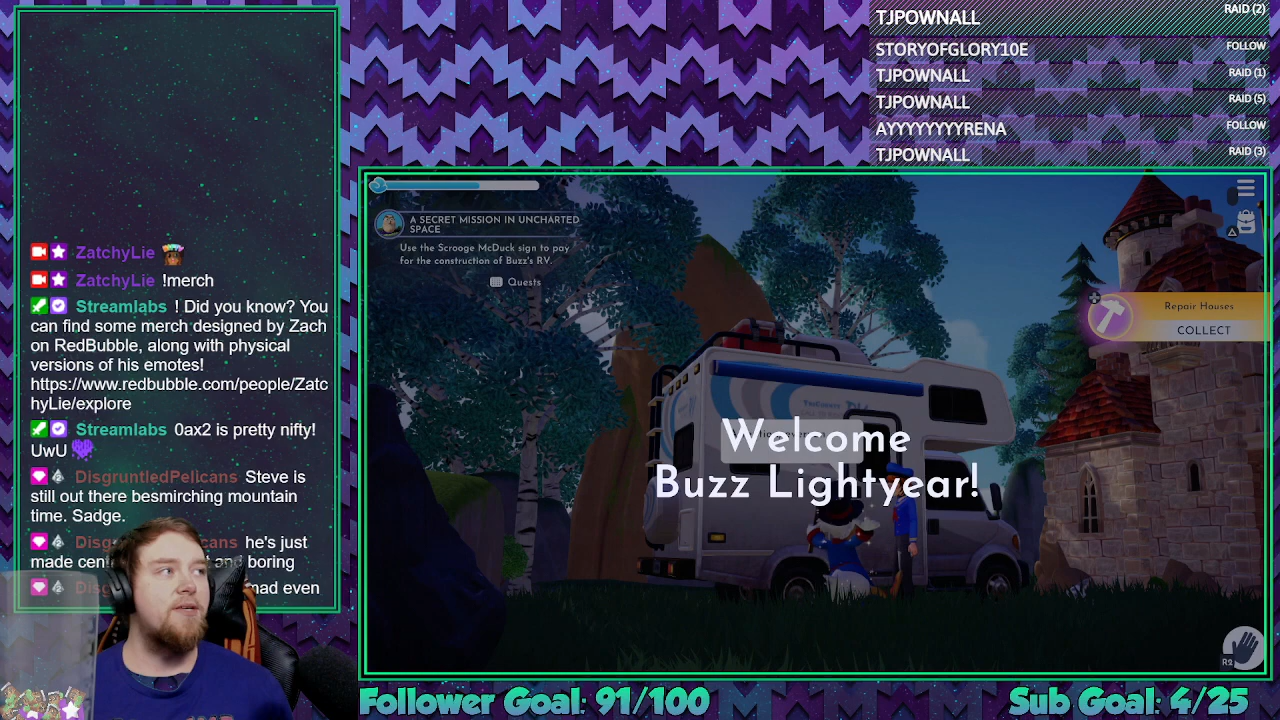 TJPOWNALL RAID (2)
STORYOFGLORY10E FOLLOW
TJPOWNALL RAID (1)
TJPOWNALL RAID (5)
AYYYYYYYYRENA FOLLOW
TJPOWNALL RAID (3)
ZatchyLie
ZatchyLie !merch
Streamlabs ! Did you know? You
can find some merch designed by Zach
on RedBubble, along with physical
versions of his emotes!
https://www.redbubble.com/people/Zatc
hyLie/explore
Streamlabs 0ax2 is pretty nifty!
UwU
DisgruntledPelicans Steve is
still out there besmirching mountain
time. Sadge.
he's just
made and boring
even
A SECRET MISSION IN UNCHARTED
SPACE
Use the Scrooge McDuck sign to pay
for the construction of Buzz's RV.
Quests
Repair Houses
COLLECT
Welcome
Buzz Lightyear!
R2
Follower Goal: 91/100
Sub Goal: 4/25